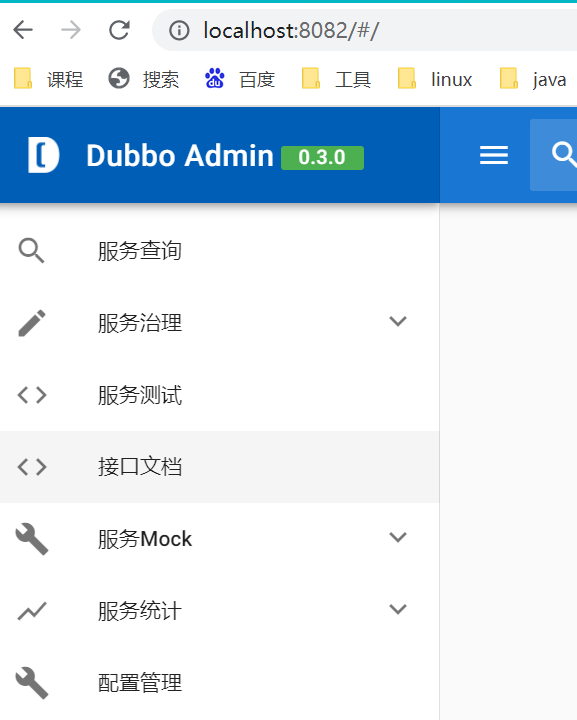 localhost:8082/#/
课程 搜索 百度 工具 linux java
Dubbo Admin 0.3.0
服务查询
服务治理
服务测试
接口文档
服务Mock
服务统计
配置管理